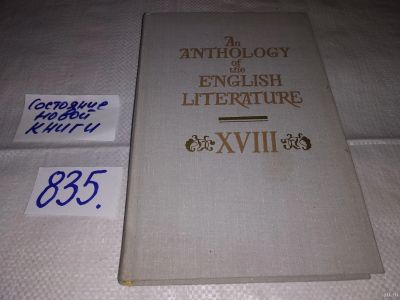 An
ANTHOLOGY
of the
ENGLISH
LITERATURE
XVIII
Состояние
новой
книги
835.